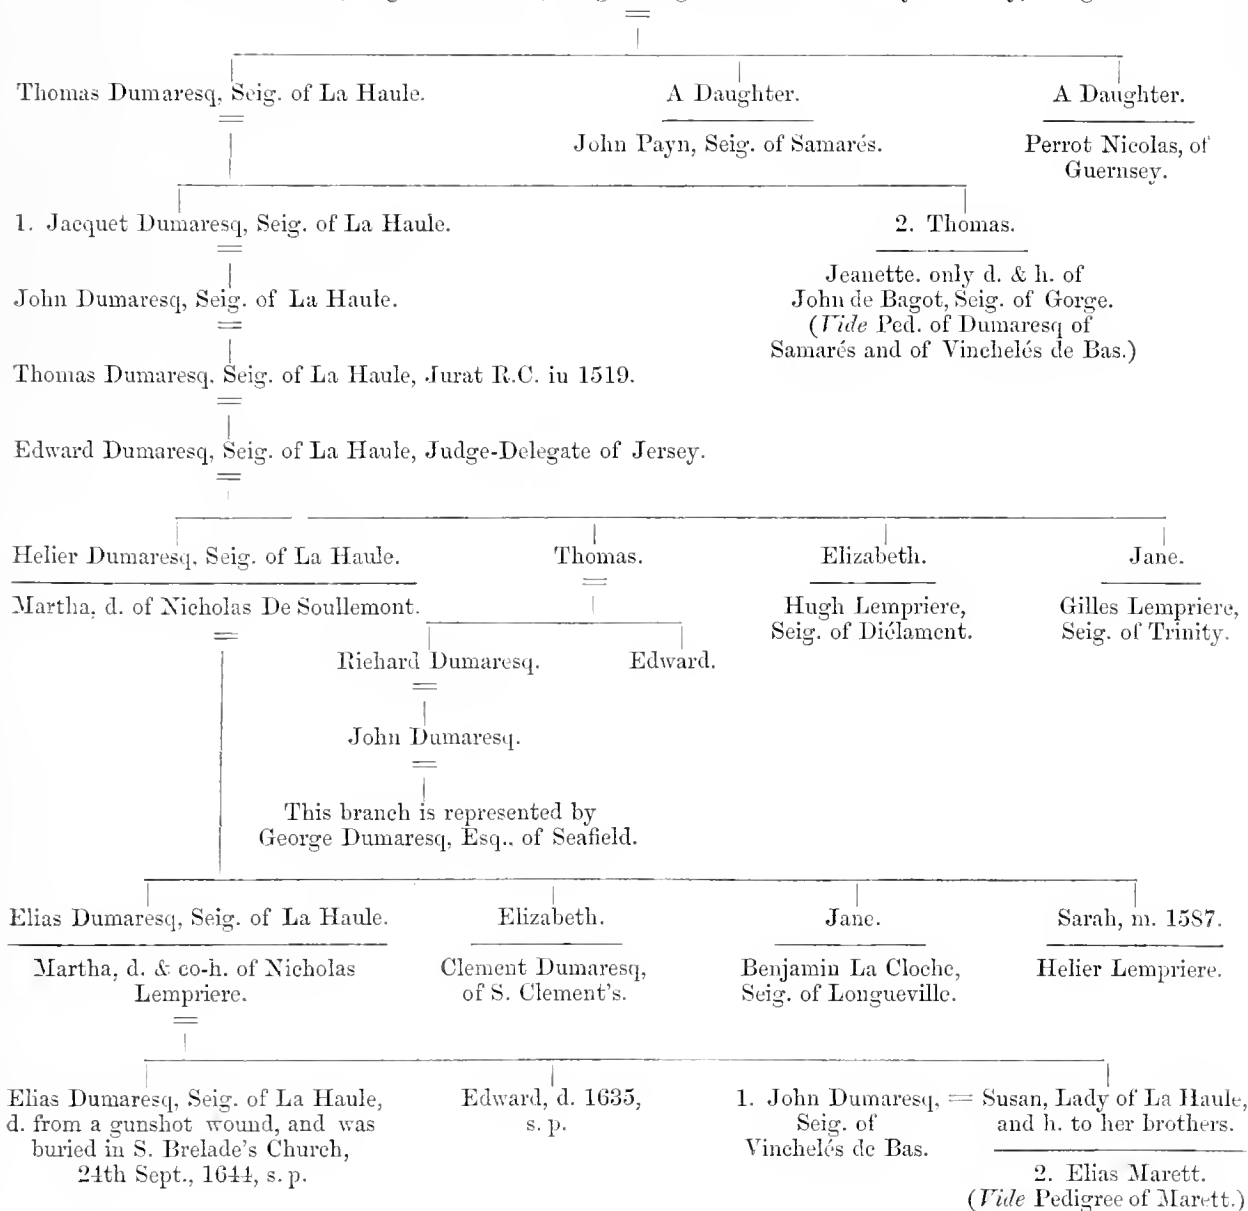 Thomas Dumaresq, Seig. of La Haule.
A Daughter.
A Daughter.
John Payn, Seig. of Samarés.
Perrot Nicolas, of
Guernsey.
1. Jacquet Dumaresq, Seig. of La Haule.
2. Thomas.
Jeanette. only d. & h. of
John de Bagot, Seig. of Gorge.
(Vide Ped. of Dumaresq of
Samarés and of Vinchelés de Bas.)
John Dumaresq, Seig. of La Haule.
Thomas Dumaresq, Seig. of La Haule, Jurat R.C. in 1519.
Edward Dumaresq, Seig. of La Haule, Judge-Delegate of Jersey.
Helier Dumaresq, Seig. of La Haule.
Thomas.
Elizabeth.
Jane.
Martha, d. of Nicholas De Soullemont.
Hugh Lempriere,
Seig. of Diélament.
Gilles Lempriere,
Seig. of Trinity.
Richard Dumaresq.
Edward.
John Dumaresq.
This branch is represented by
George Dumaresq, Esq., of Seafield.
Elias Dumaresq, Seig. of La Haule.
Elizabeth.
Jane.
Sarah, m. 1587.
Martha, d. & co-h. of Nicholas
Lempriere.
Clement Dumaresq,
of S. Clement's.
Benjamin La Cloche,
Seig. of Longueville.
Helier Lempriere.
Elias Dumaresq, Seig. of La Haule,
d. from a gunshot wound, and was
buried in S. Brelade's Church,
24th Sept., 1644, s.p.
Edward, d. 1635,
s. p.
1. John Dumaresq, =
Seig. of
Vinchelés de Bas.
Susan, Lady of La Haule,
and h. to her brothers.
2. Elias Marett.
(Vide Pedigree of Marett.)